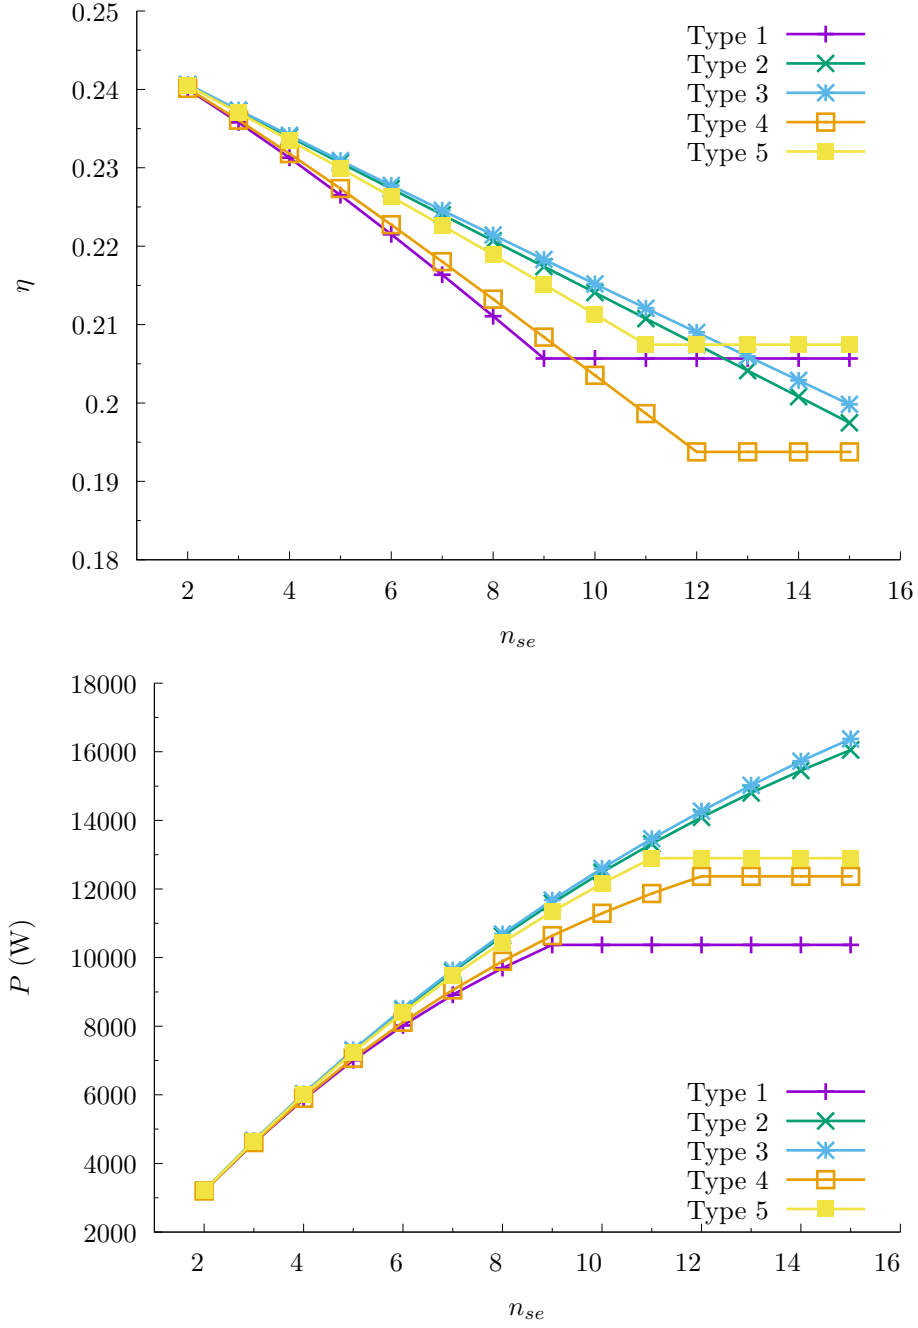 0.25
0.24
0.23
0.22
0.21
0.2
0.19
0.18
η
2 4 6 8 10 12 14 16
n_se
Type 1
Type 2
Type 3
Type 4
Type 5
18000
16000
14000
12000
10000
8000
6000
4000
2000
P (W)
2 4 6 8 10 12 14 16
n_se
Type 1
Type 2
Type 3
Type 4
Type 5